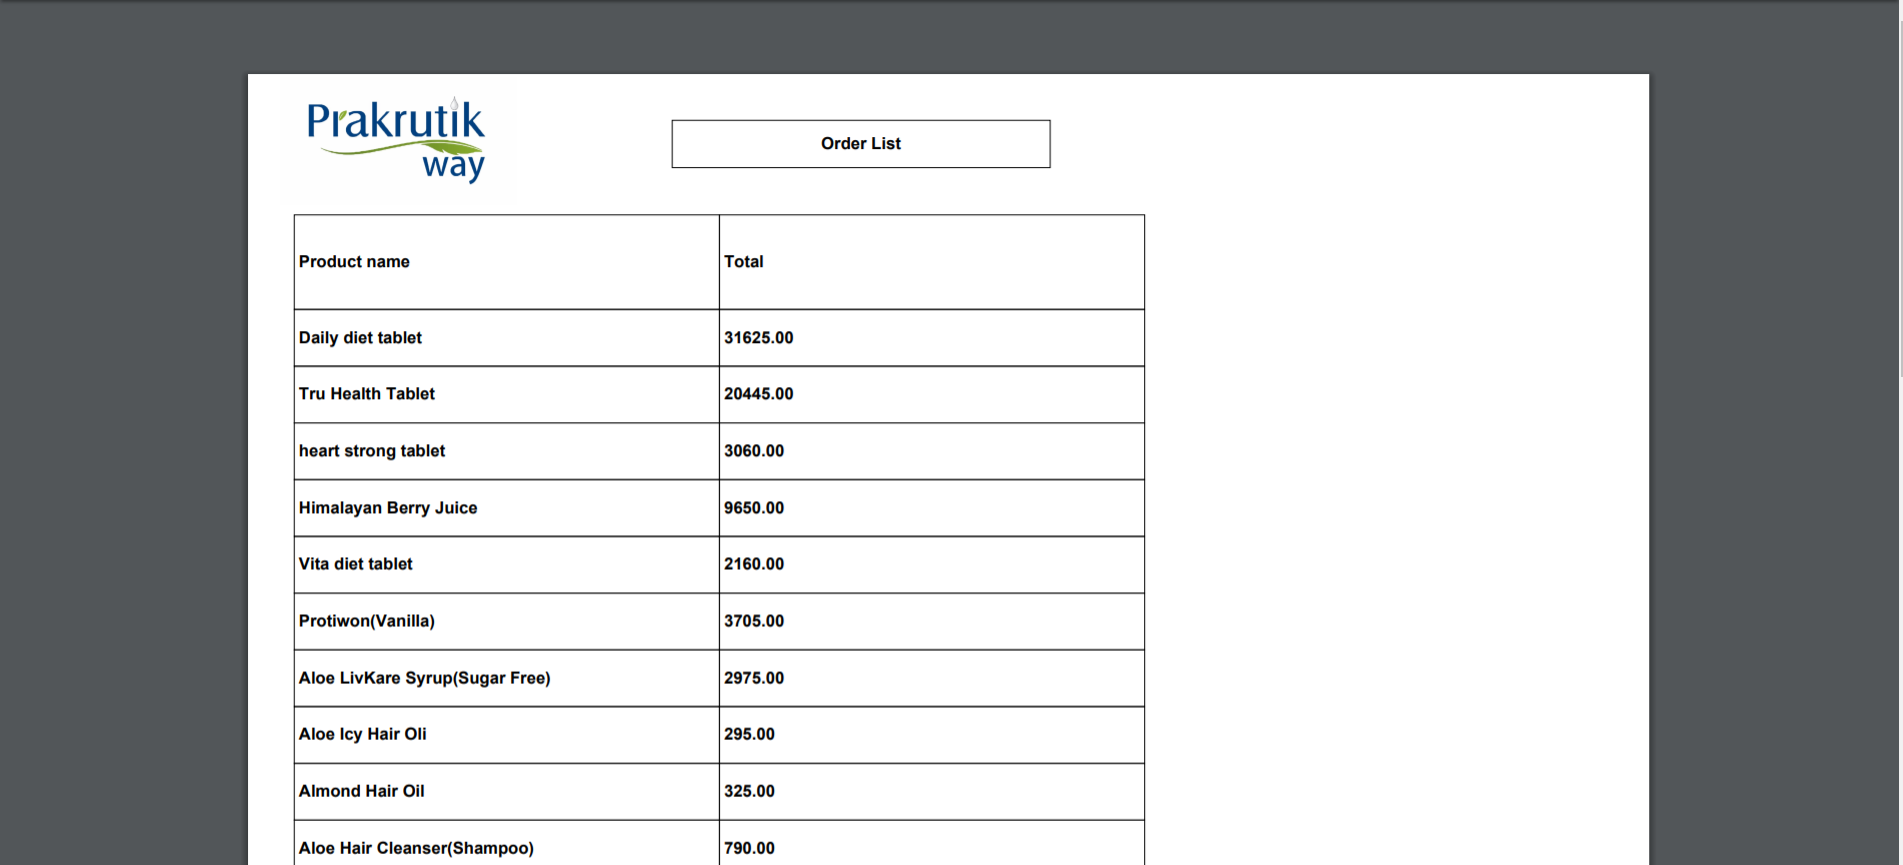 Prakrutik
way
Order List
Product name Total
Daily diet tablet 31625.00
Tru Health Tablet 20445.00
heart strong tablet 3060.00
Himalayan Berry Juice 9650.00
Vita diet tablet 2160.00
Protiwon(Vanilla) 3705.00
Aloe LivKare Syrup(Sugar Free) 2975.00
Aloe Icy Hair Oli 295.00
Almond Hair Oil 325.00
Aloe Hair Cleanser(Shampoo) 790.00